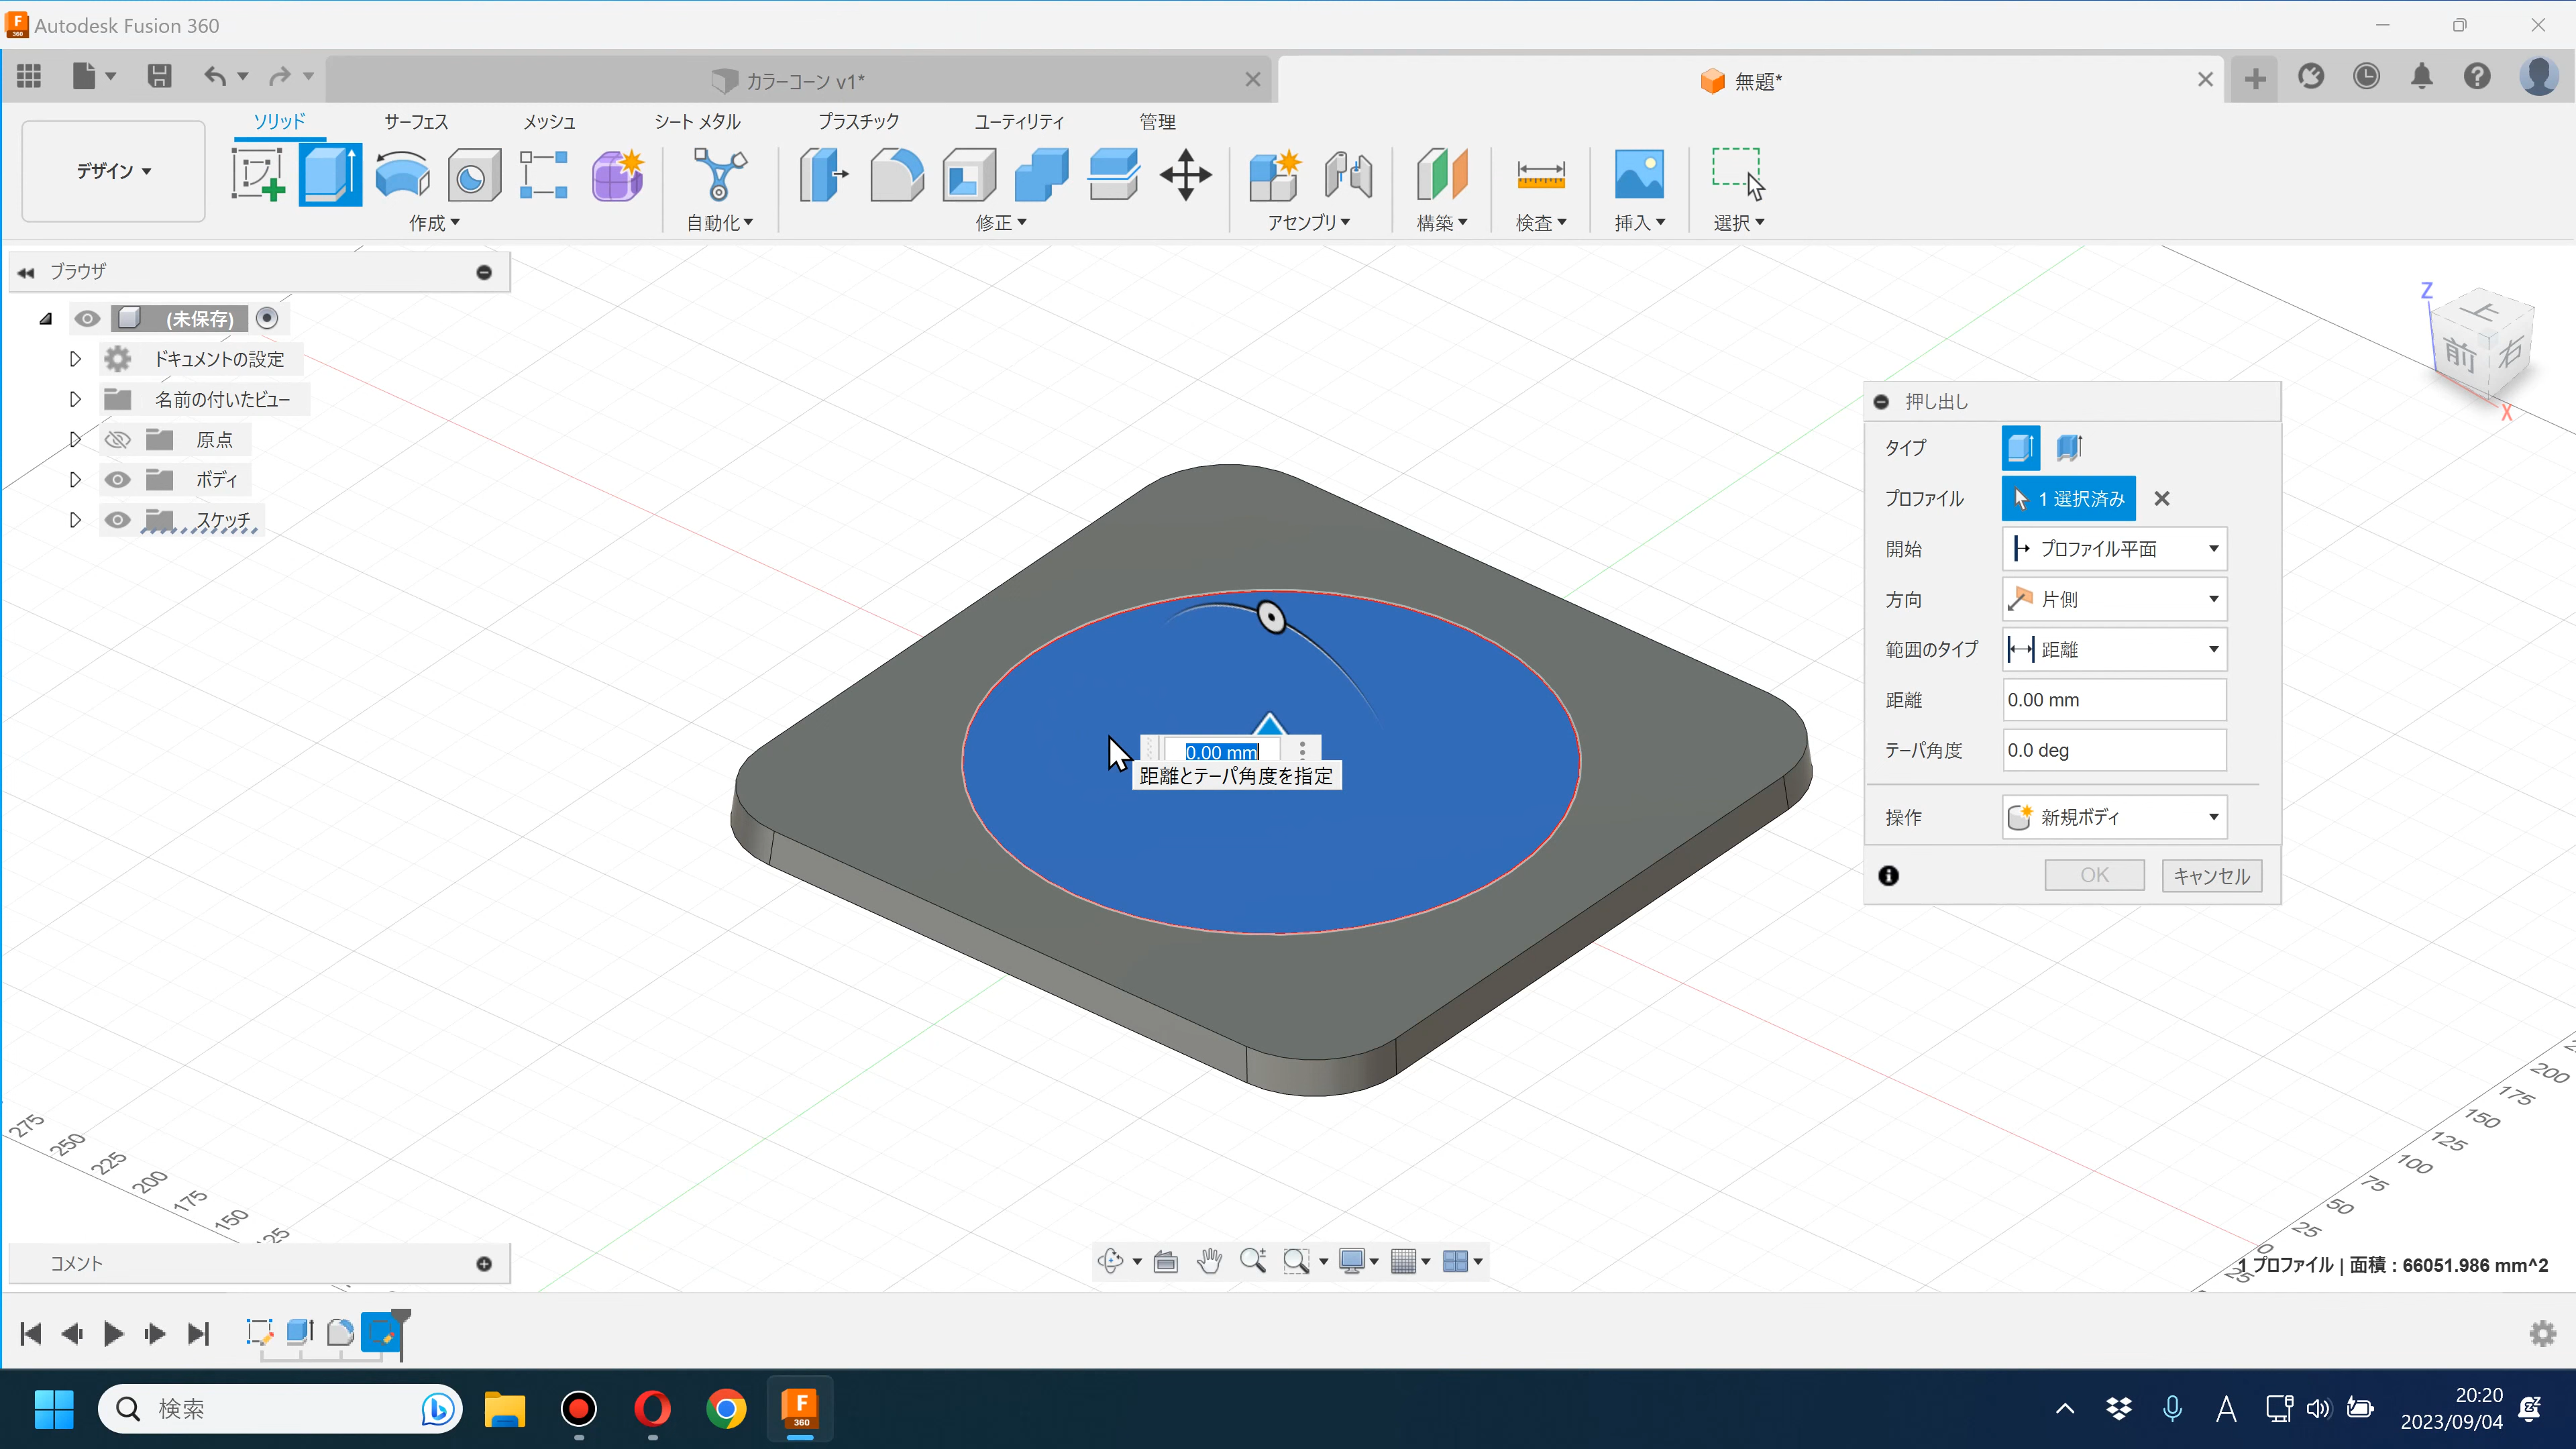 Autodesk Fusion 360
カラーコーン v1*
無題*
デザイン
ソリッド
サーフェス
メッシュ
シート メタル
プラスチック
ユーティリティ
管理
作成
自動化
修正
アセンブリ
構築
検査
挿入
選択
ブラウザ
(未保存)
ドキュメントの設定
名前の付いたビュー
原点
ボディ
スケッチ
Z
上
前
右
X
押し出し
タイプ
プロファイル
1 選択済み
開始
プロファイル平面
方向
片側
範囲のタイプ
距離
距離
0.00 mm
テーパ角度
0.0 deg
操作
新規ボディ
OK
キャンセル
0.00 mm
距離とテーパ角度を指定
275
250
225
200
175
150
200
175
150
125
100
75
50
25
0
25
コメント
1 プロファイル | 面積 : 66051.986 mm^2
検索
F
360
A
20:20
2023/09/04